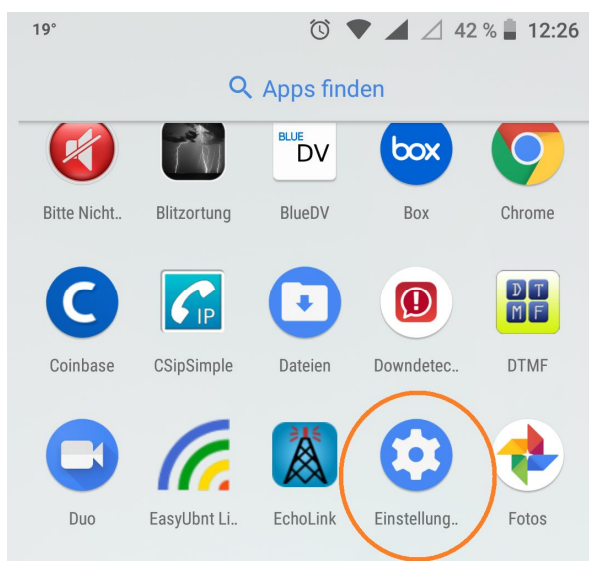 19°
42 % 12:26
Apps finden
BLUE
DV
box
Bitte Nicht..
Blitzortung
BlueDV
Box
Chrome
C
IP
D T
M F
Coinbase
CSipSimple
Dateien
Downdetec..
DTMF
Duo
EasyUbnt Li..
EchoLink
Einstellung..
Fotos